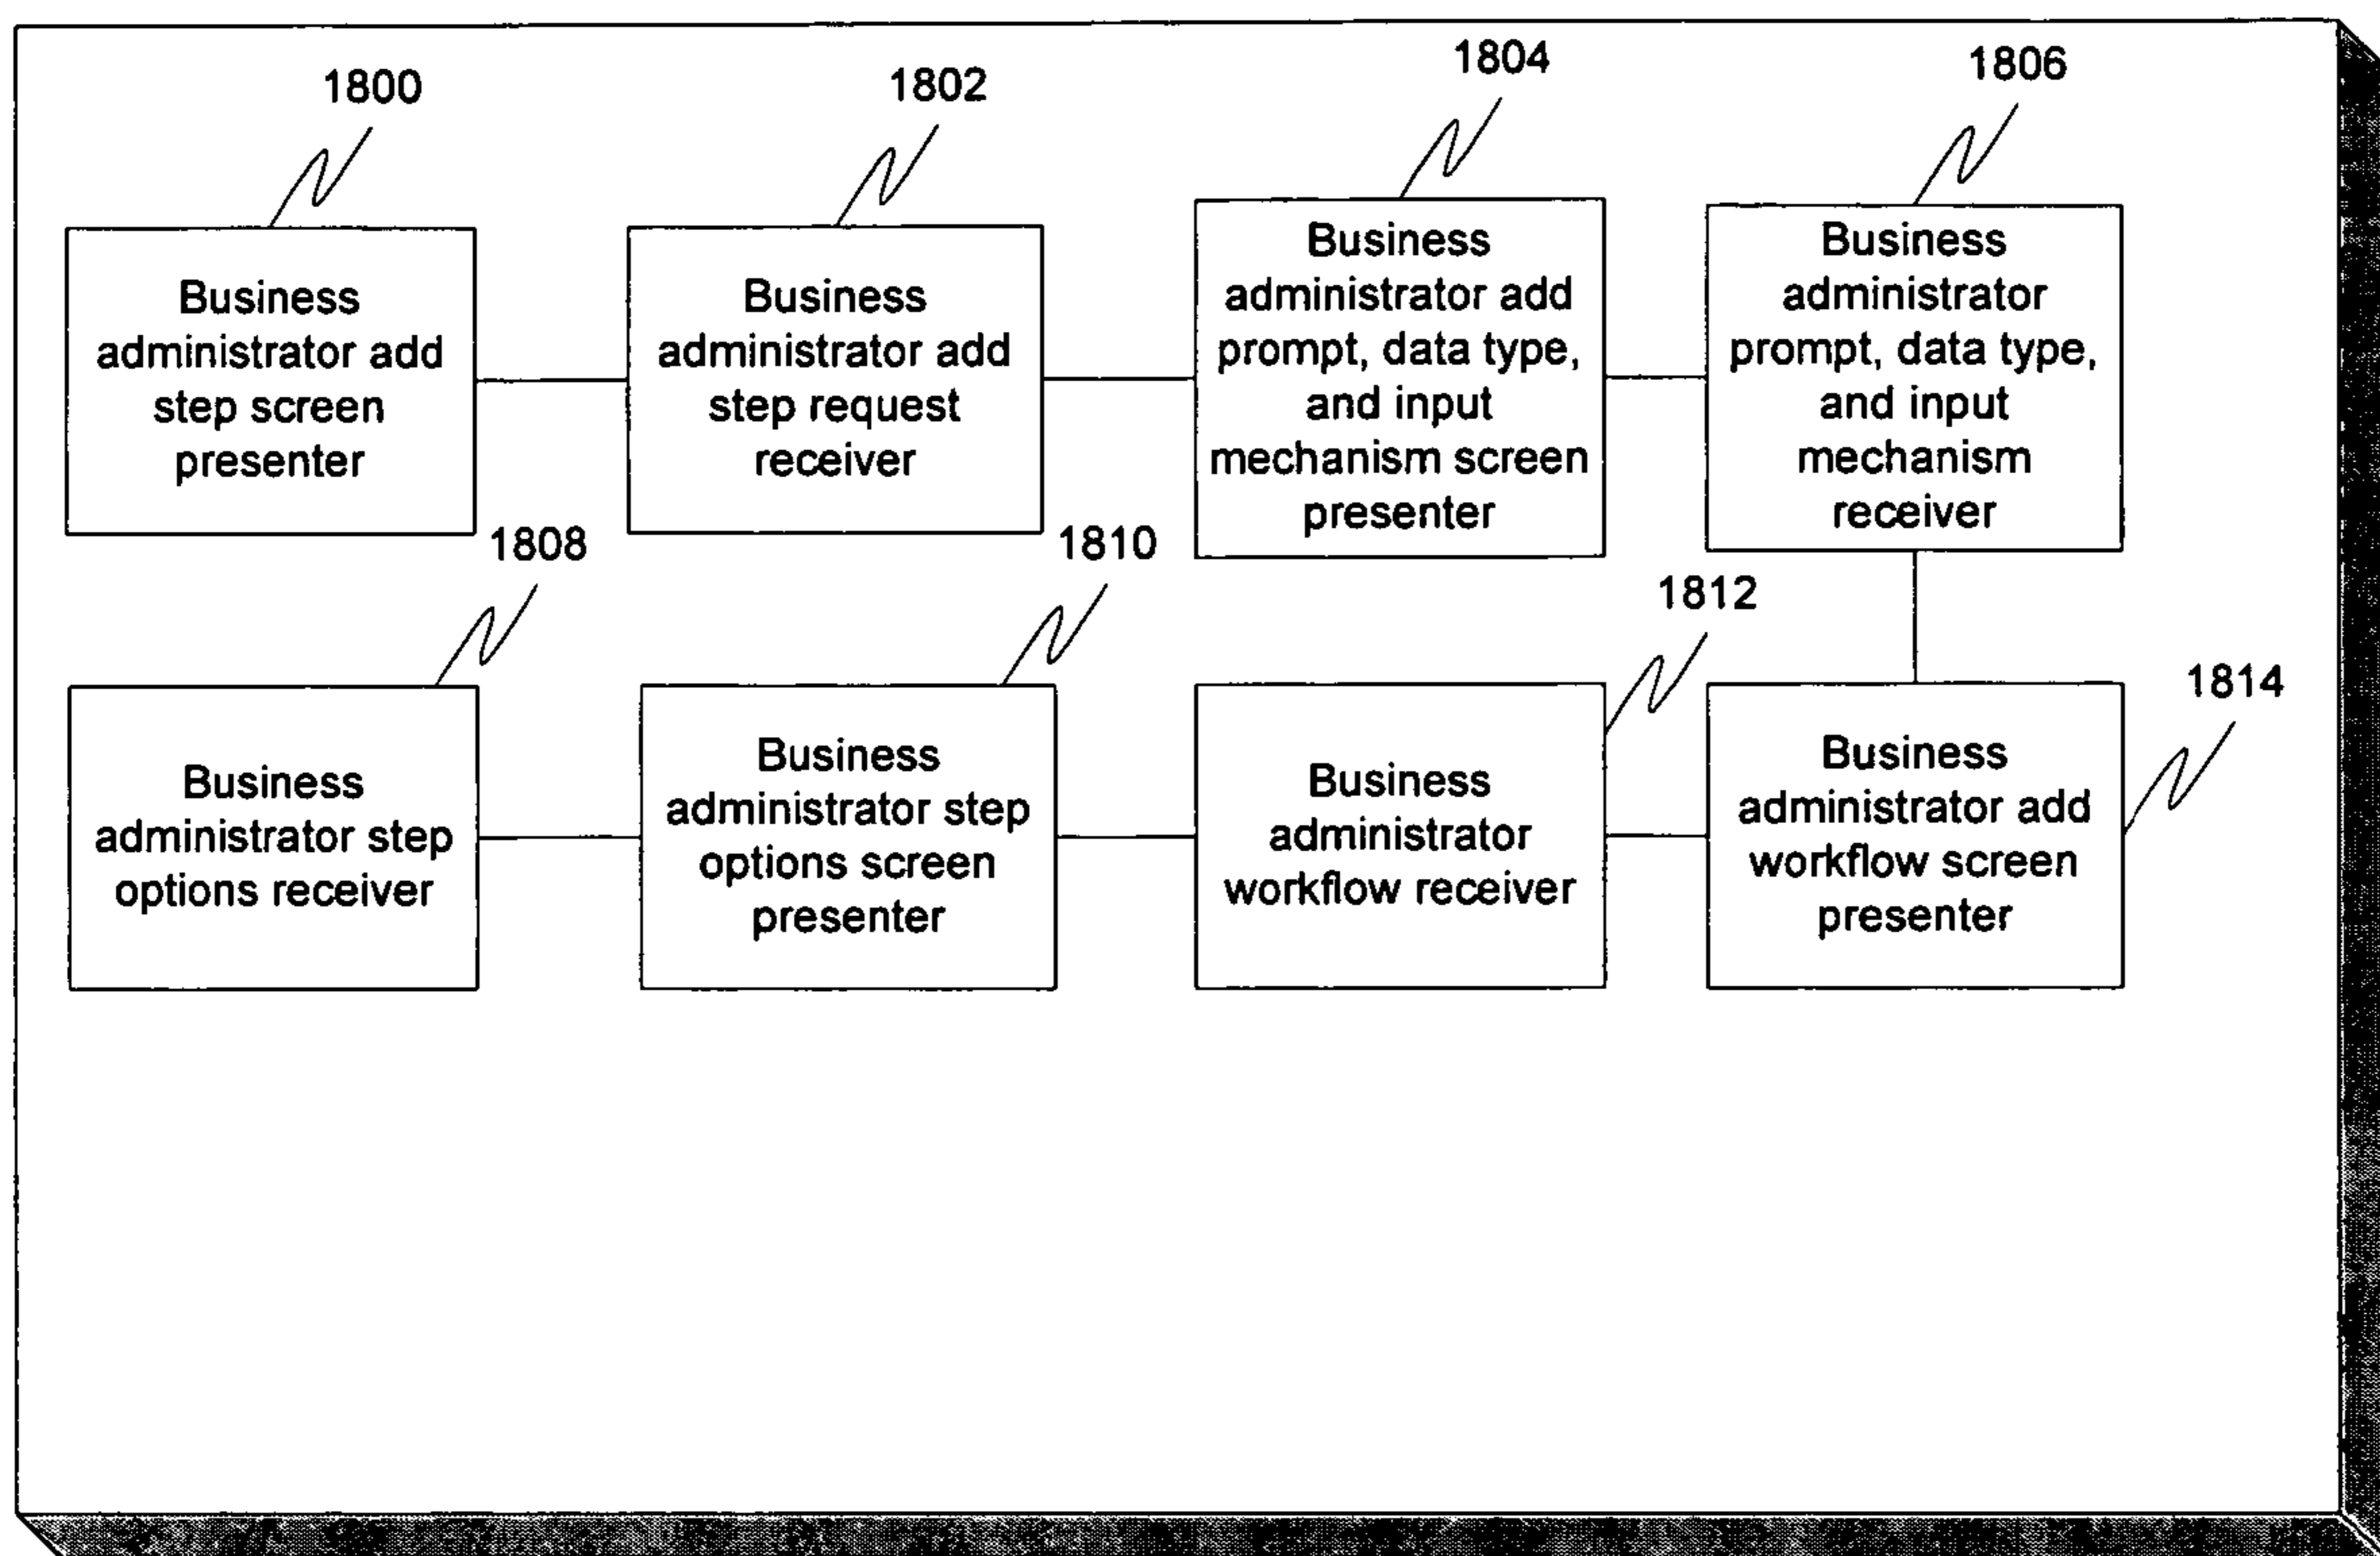 1800
Business
administrator add
step screen
presenter
1802
Business
administrator add
step request
receiver
1804
Business
administrator add
prompt, data type,
and input
mechanism screen
presenter
1806
Business
administrator
prompt, data type,
and input
mechanism
receiver
1808
Business
administrator step
options receiver
1810
Business
administrator step
options screen
presenter
1812
Business
administrator
workflow receiver
1814
Business
administrator add
workflow screen
presenter